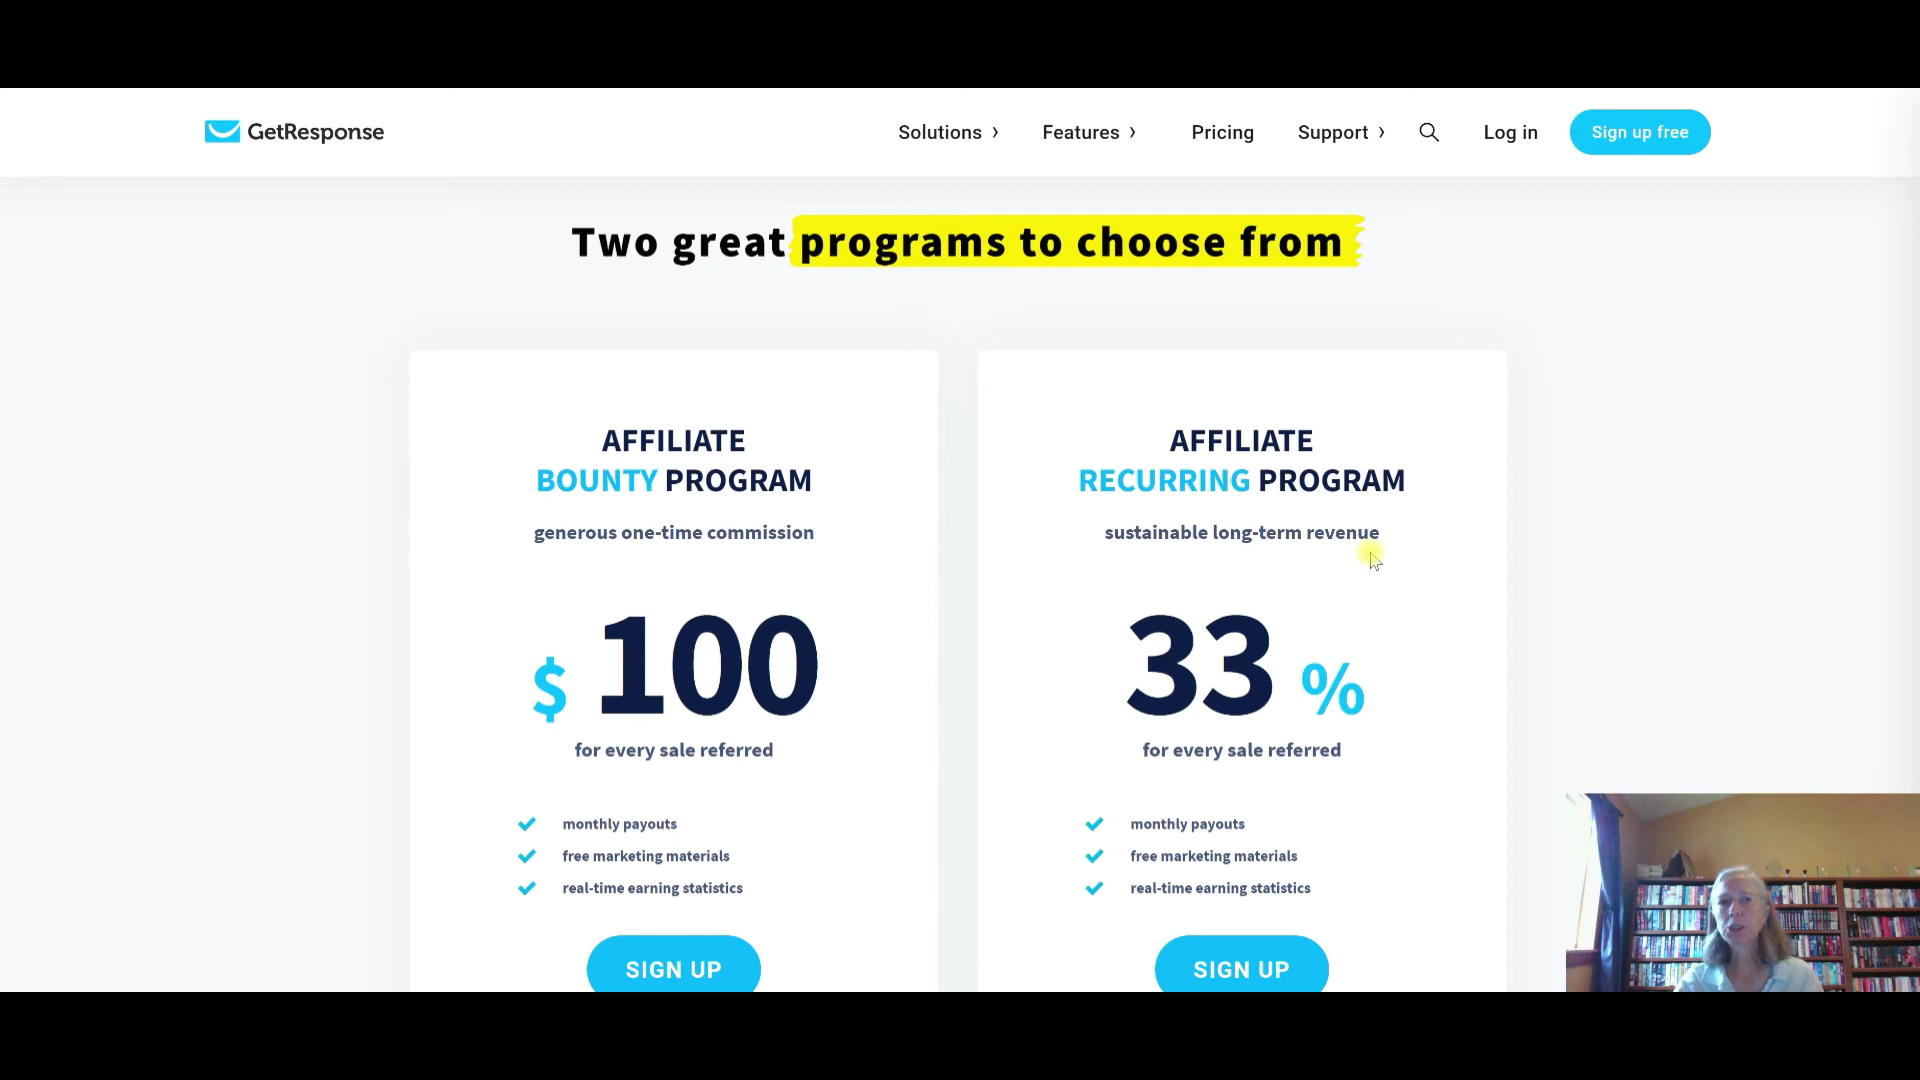 GetResponse
Solutions
Features
Pricing
Support
Log in
Sign up free
Two great programs to choose from
AFFILIATE
BOUNTY PROGRAM
generous one-time commission
$ 100
for every sale referred
monthly payouts
free marketing materials
real-time earning statistics
SIGN UP
AFFILIATE
RECURRING PROGRAM
sustainable long-term revenue
33 %
for every sale referred
monthly payouts
free marketing materials
real-time earning statistics
SIGN UP